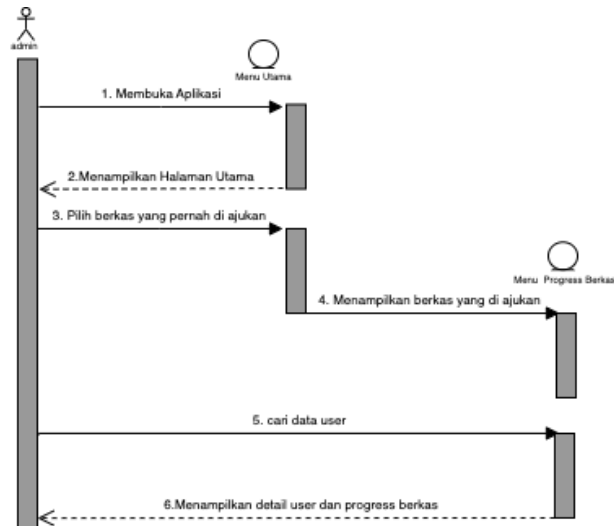 admin
Menu Utama
1. Membuka Aplikasi
2.Menampilkan Halaman Utama
3. Pilih berkas yang pernah di ajukan
Menu Progress Berkas
4. Menampilkan berkas yang di ajukan
5. cari data user
6.Menampilkan detail user dan progress berkas